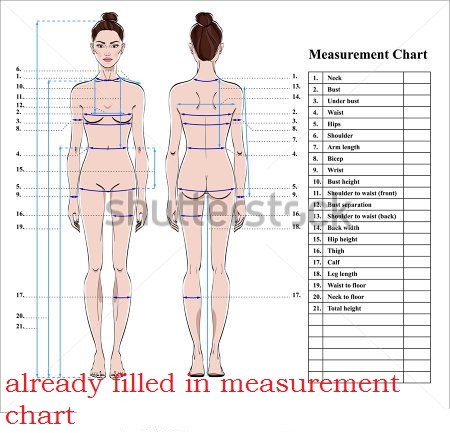 Measurement Chart
1. Neck
2. Bust
3. Under bust
4. Waist
5. Hips
6. Shoulder
7. Arm length
8. Bicep
9. Wrist
10. Bust height
11. Shoulder to waist (front)
12. Bust separation
13. Shoulder to waist (back)
14. Back width
15. Hip height
16. Thigh
17. Calf
18. Leg length
19. Waist to floor
20. Neck to floor
21. Total height
6.
1.
10.
11.
12.
2.
3.
4.
5.
9.
16.
19.
17.
20.
21.
1.
13.
14.
2.
3.
7.
4.
15.
5.
9.
16.
18.
17.
shutterstock
already filled in measurement
chart